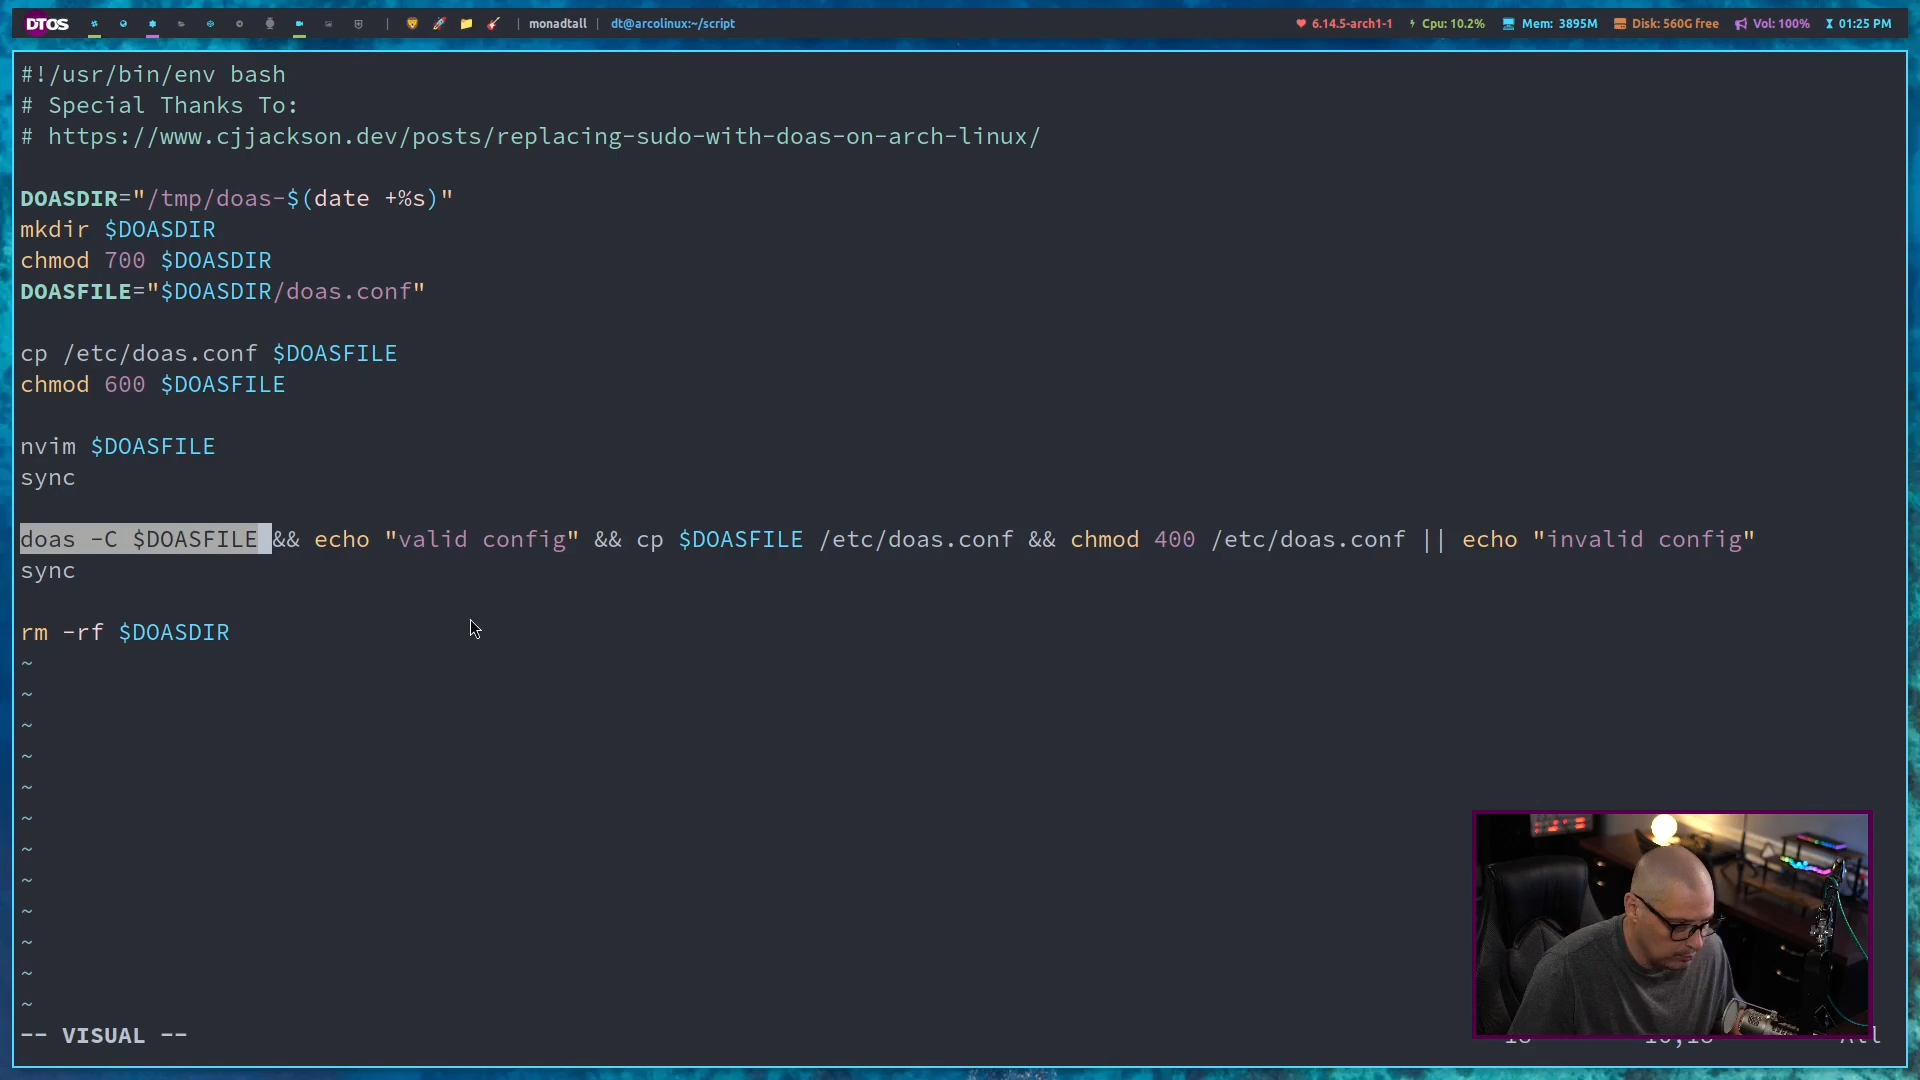 DTOS | monadtall | dt@arcolinux:~/script 6.14.5-arch1-1 Cpu: 10.2% Mem: 3895M Disk: 560G free Vol: 100% 01:25 PM
#!/usr/bin/env bash
# Special Thanks To:
# https://www.cjjackson.dev/posts/replacing-sudo-with-doas-on-arch-linux/
DOASDIR="/tmp/doas-$(date +%s)"
mkdir $DOASDIR
chmod 700 $DOASDIR
DOASFILE="$DOASDIR/doas.conf"
cp /etc/doas.conf $DOASFILE
chmod 600 $DOASFILE
nvim $DOASFILE
sync
doas -C $DOASFILE && echo "valid config" && cp $DOASFILE /etc/doas.conf && chmod 400 /etc/doas.conf || echo "invalid config"
sync
rm -rf $DOASDIR
~
~
~
~
~
~
~
~
~
~
~
~
-- VISUAL --